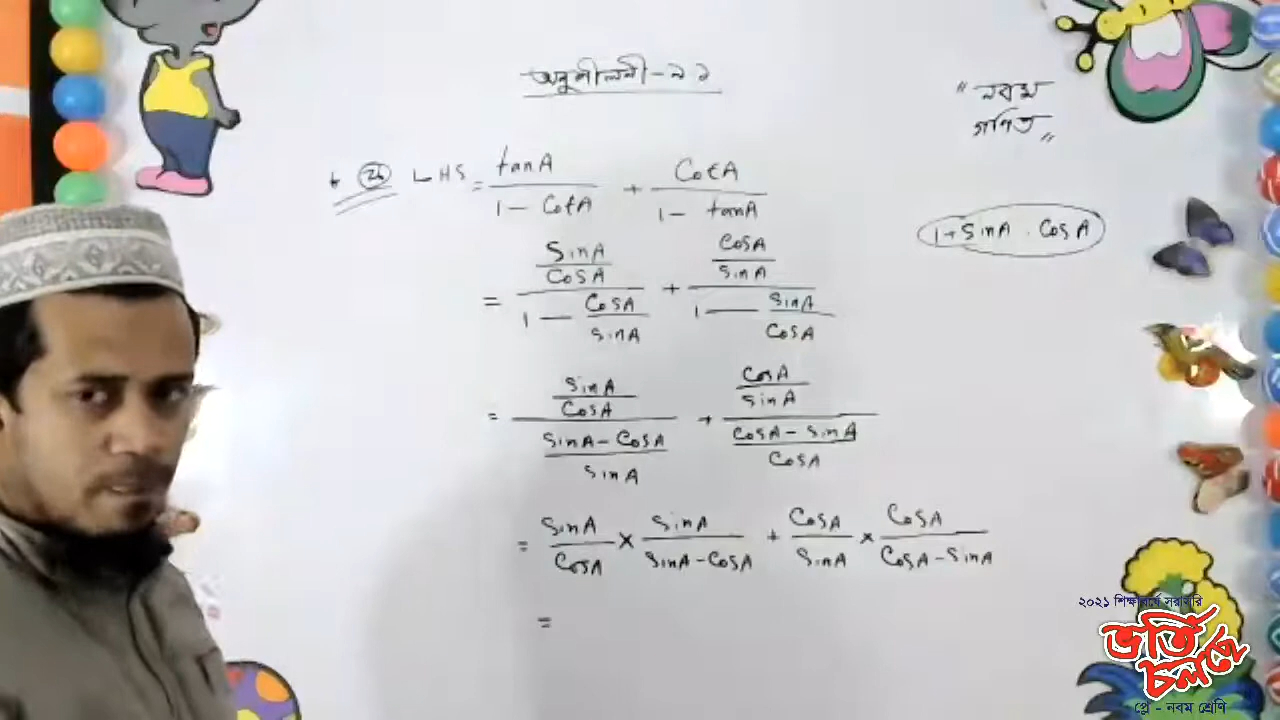 অনুশীলনী-৯.১
"নবম
গণিত"
* (26) LHS = tanA / 1 - CotA + CotA / 1 - tanA
1+SinA . CosA
= SinA / CosA / 1 - CosA / SinA + CosA / SinA / 1 - SinA / CosA
= SinA / CosA / SinA - CosA / SinA + CosA / SinA / CosA - SinA / CosA
= SinA / CosA × SinA / SinA - CosA + CosA / SinA × CosA / CosA - SinA
=
২০২১ শিক্ষাবর্ষে সরাসরি
ভর্তি
চলছে
প্লে - নবম শ্রেণি